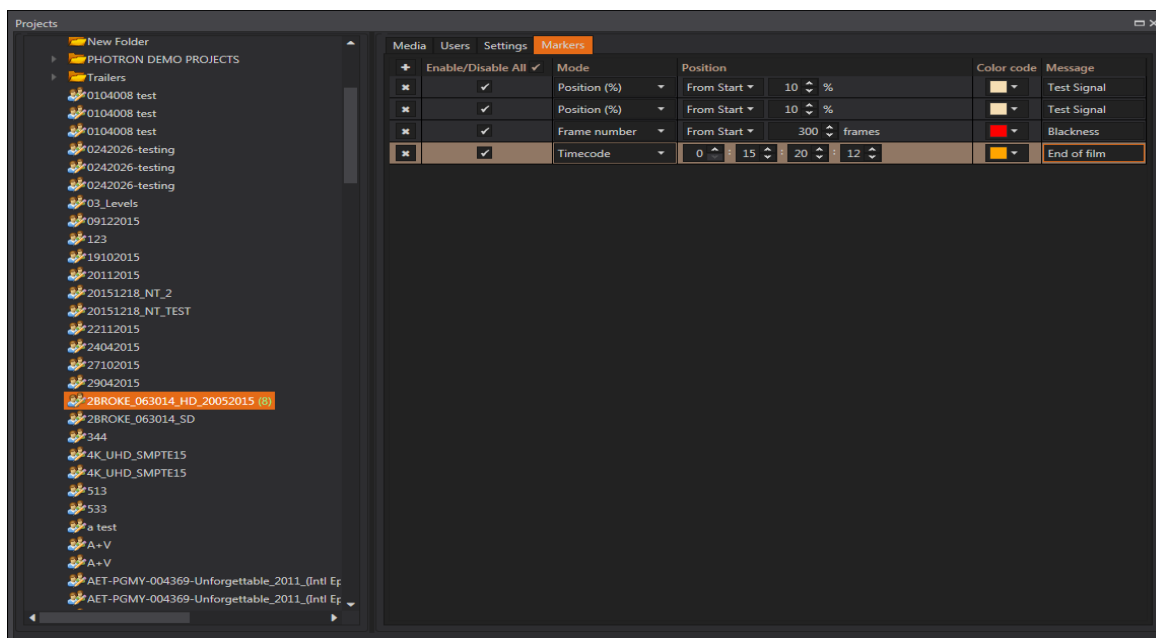 Projects
New Folder
PHOTRON DEMO PROJECTS
Trailers
0104008 test
0104008 test
0104008 test
0242026-testing
0242026-testing
0242026-testing
03_Levels
09122015
123
19102015
20112015
20151218_NT_2
20151218_NT_TEST
22112015
24042015
27102015
29042015
2BROKE_063014_HD_20052015 (8)
2BROKE_063014_SD
344
4K_UHD_SMPTE15
4K_UHD_SMPTE15
513
533
a test
A+V
A+V
AET-PGMY-004369-Unforgettable_2011_(Intl Ep
AET-PGMY-004369-Unforgettable_2011_(Intl Ep
Media Users Settings Markers
Enable/Disable All Mode Position Color code Message
Position (%) From Start 10 % Test Signal
Position (%) From Start 10 % Test Signal
Frame number From Start 300 frames Blackness
Timecode 0 : 15 : 20 : 12 End of film